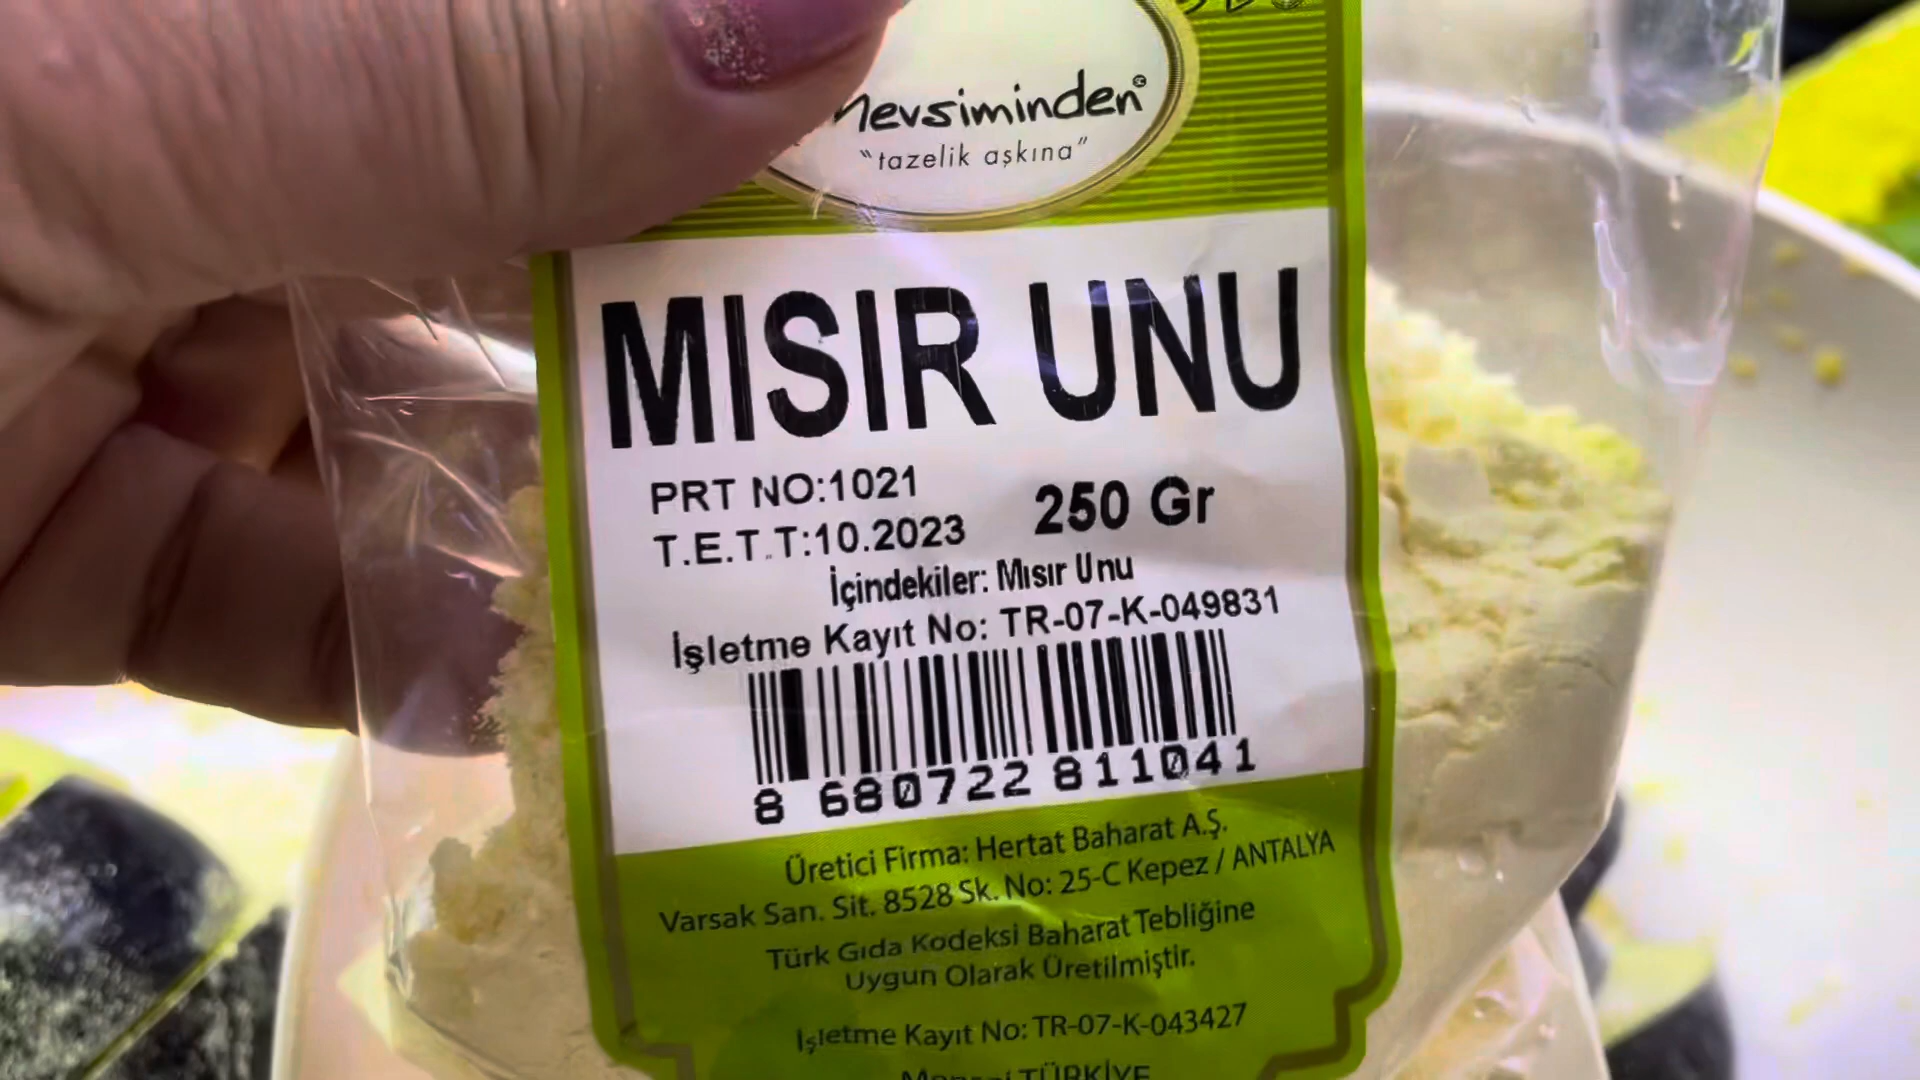 Mevsiminden
"tazelik aşkına"
MISIR UNU
PRT NO:1021
250 Gr
T.E.T.T:10.2023
İçindekiler: Mısır Unu
İşletme Kayıt No: TR-07-K-049831
8 680722 811041
Üretici Firma: Hertat Baharat A.Ş.
Varsak San. Sit. 8528 Sk. No: 25-C Kepez / ANTALYA
Türk Gıda Kodeksi Baharat Tebliğine
Uygun Olarak Üretilmiştir.
İşletme Kayıt No: TR-07-K-043427
TÜRKİYE